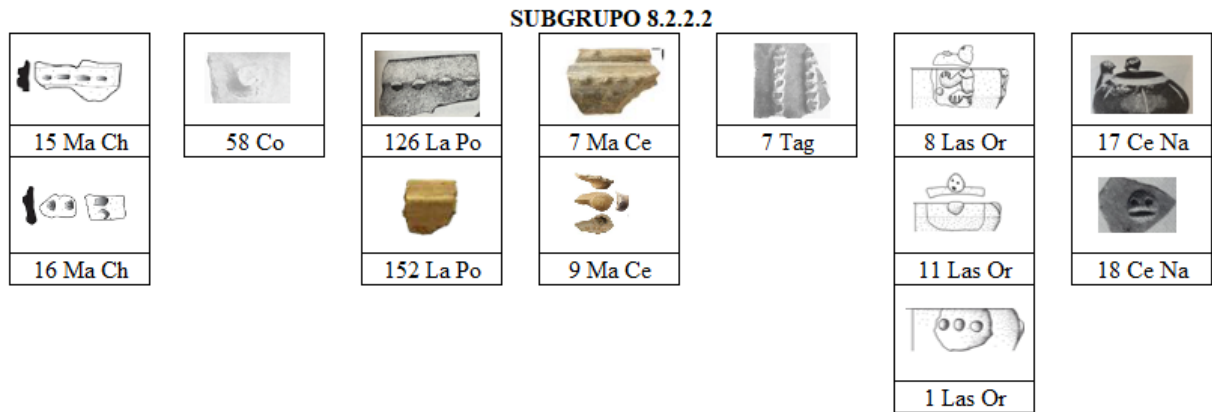 SUBGRUPO 8.2.2.2
15 Ma Ch
58 Co
126 La Po
7 Ma Ce
7 Tag
8 Las Or
17 Ce Na
16 Ma Ch
152 La Po
9 Ma Ce
11 Las Or
18 Ce Na
1 Las Or